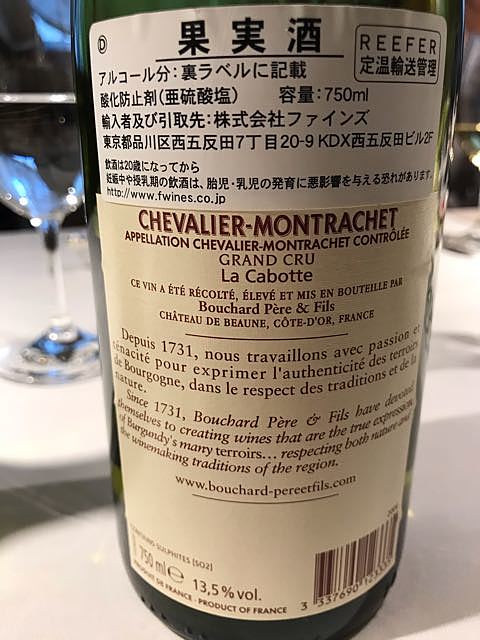 Ⓓ 果実酒
REEFER
定温輸送管理
アルコール分：裏ラベルに記載
酸化防止剤（亜硫酸塩） 容量：750ml
輸入者及び引取先：株式会社ファインズ
東京都品川区西五反田7丁目20-9 KDX西五反田ビル2F
飲酒は20歳になってから
妊娠中や授乳期の飲酒は、胎児・乳児の発育に悪影響を与える恐れがあります。
http://www.fwines.co.jp
CHEVALIER-MONTRACHET
APPELLATION CHEVALIER-MONTRACHET CONTRÔLÉE
GRAND CRU
La Cabotte
CE VIN A ÉTÉ RÉCOLTÉ, ÉLEVÉ ET MIS EN BOUTEILLE PAR
Bouchard Père & Fils
CHÂTEAU DE BEAUNE, CÔTE-D'OR, FRANCE
Depuis 1731, nous travaillons avec passion et
ténacité pour exprimer l'authenticité des terroirs
de Bourgogne, dans le respect des traditions et de la
nature.
Since 1731, Bouchard Père & Fils have devoted
themselves to creating wines that are the true expression
of Burgundy's many terroirs... respecting both nature and
the winemaking traditions of the region.
www.bouchard-pereetfils.com
SULPHITES (SO2)
750 ml ℮ 13,5% vol.
PRODUIT DE FRANCE - PRODUCT OF FRANCE